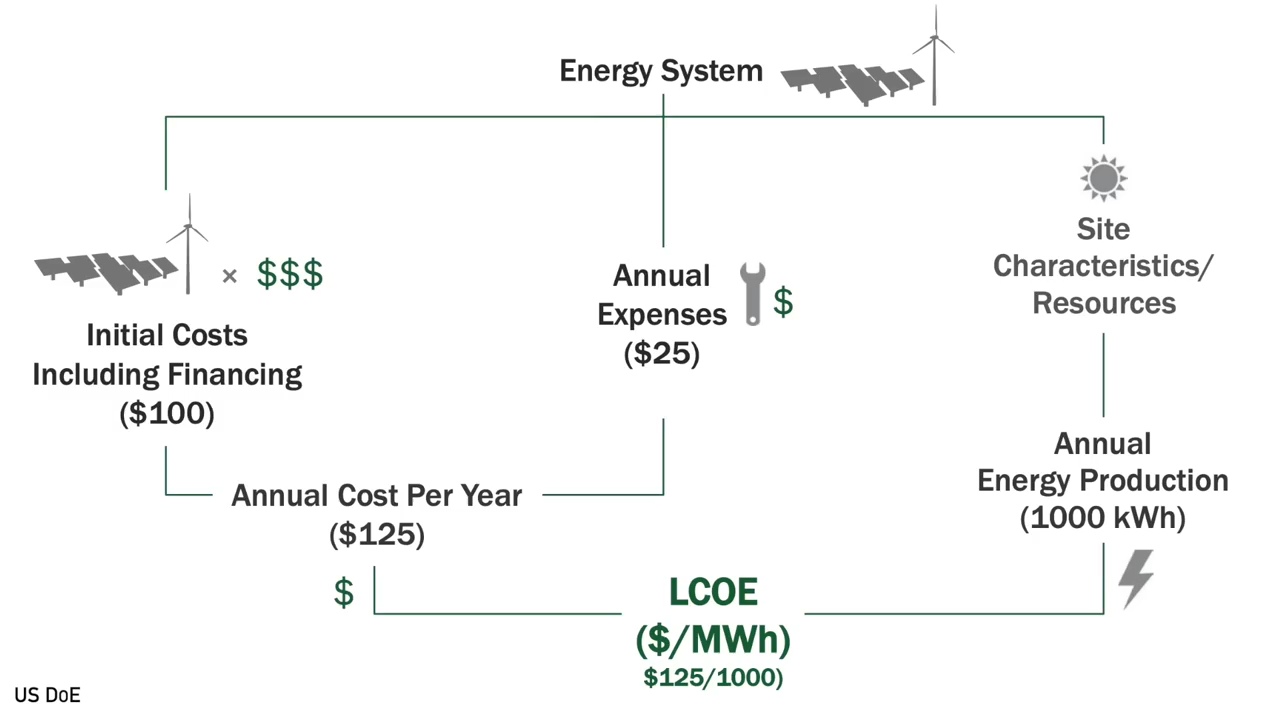 Energy System
× $$$
Initial Costs
Including Financing
($100)
Annual
Expenses
$
($25)
Site
Characteristics/
Resources
Annual Cost Per Year
($125)
$
Annual
Energy Production
(1000 kWh)
LCOE
($/MWh)
$125/1000)
US DoE